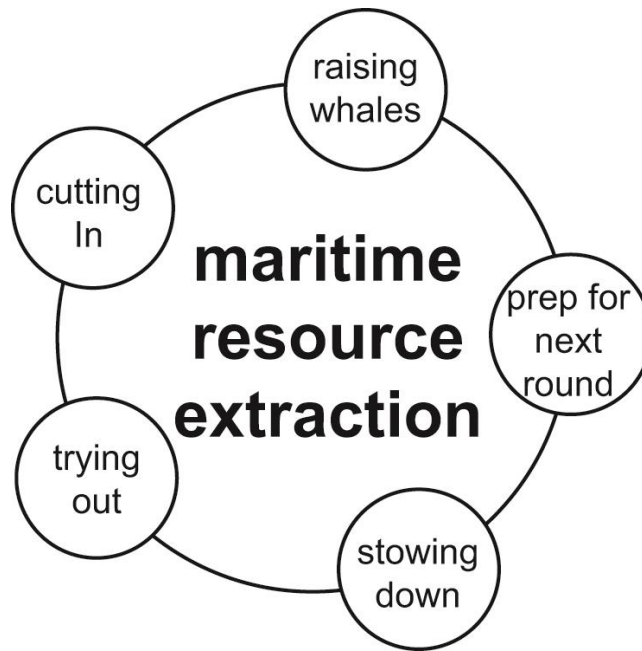 raising
whales
cutting
In
maritime
resource
extraction
prep for
next
round
trying
out
stowing
down